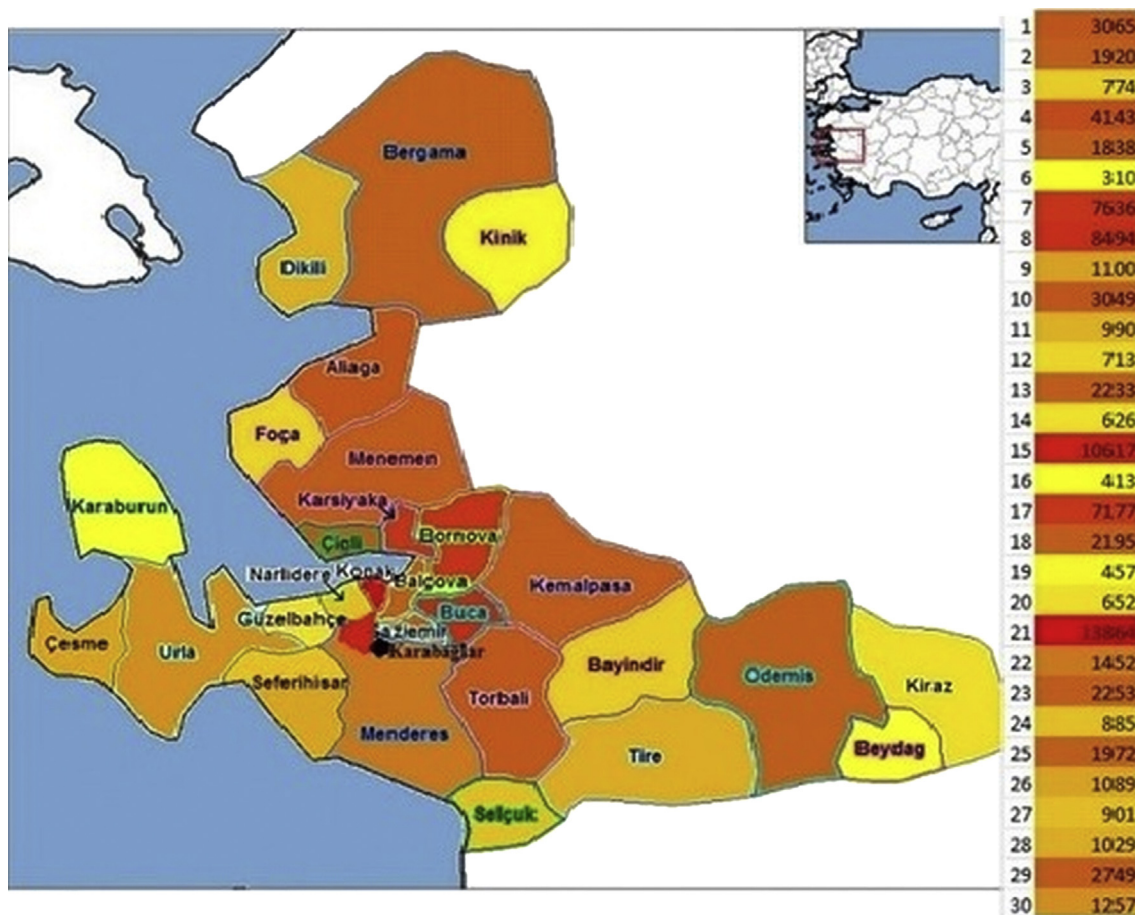 Bergama
Kinik
Dikili
Aliaga
Foça
Menemen
Karsiyaka
Karaburun
Bornova
Çigli
Narlidere
Konak
Balçova
Kemalpasa
Buca
Güzelbahçe
Gaziemir
Karabaglar
Çesme
Urla
Seferihisar
Bayindir
Ödemis
Kiraz
Torbali
Menderes
Tire
Beydag
Selçuk
1 3065
2 1920
3 774
4 4143
5 1838
6 310
7 7636
8 8494
9 1100
10 3049
11 990
12 713
13 2233
14 626
15 10617
16 413
17 7177
18 2195
19 457
20 652
21 13864
22 1452
23 2253
24 885
25 1972
26 1089
27 901
28 1029
29 2749
30 1257